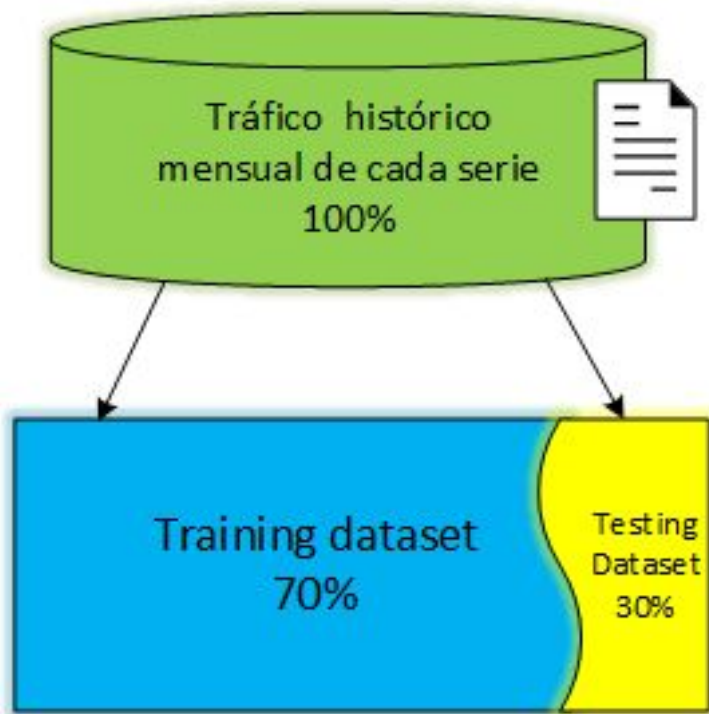 Tráfico histórico
mensual de cada serie
100%
Training dataset
70%
Testing
Dataset
30%